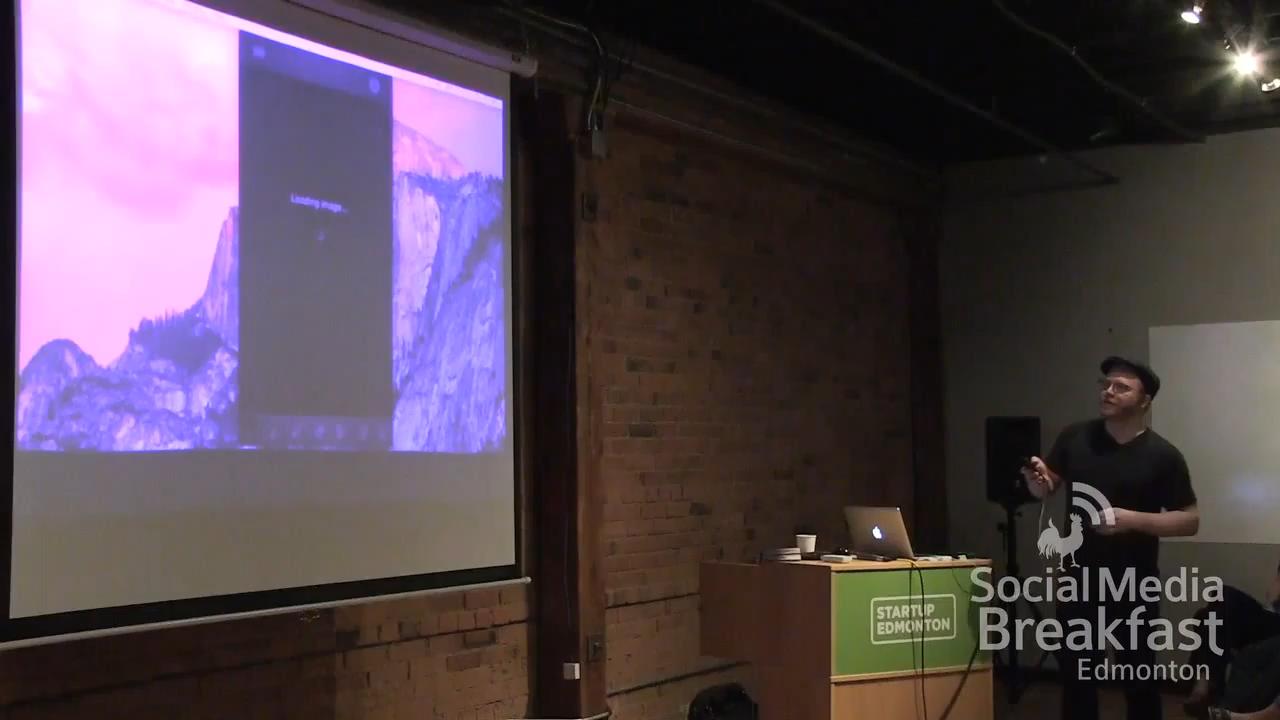 Loading image...
STARTUP
EDMONTON
Social Media
Breakfast
Edmonton